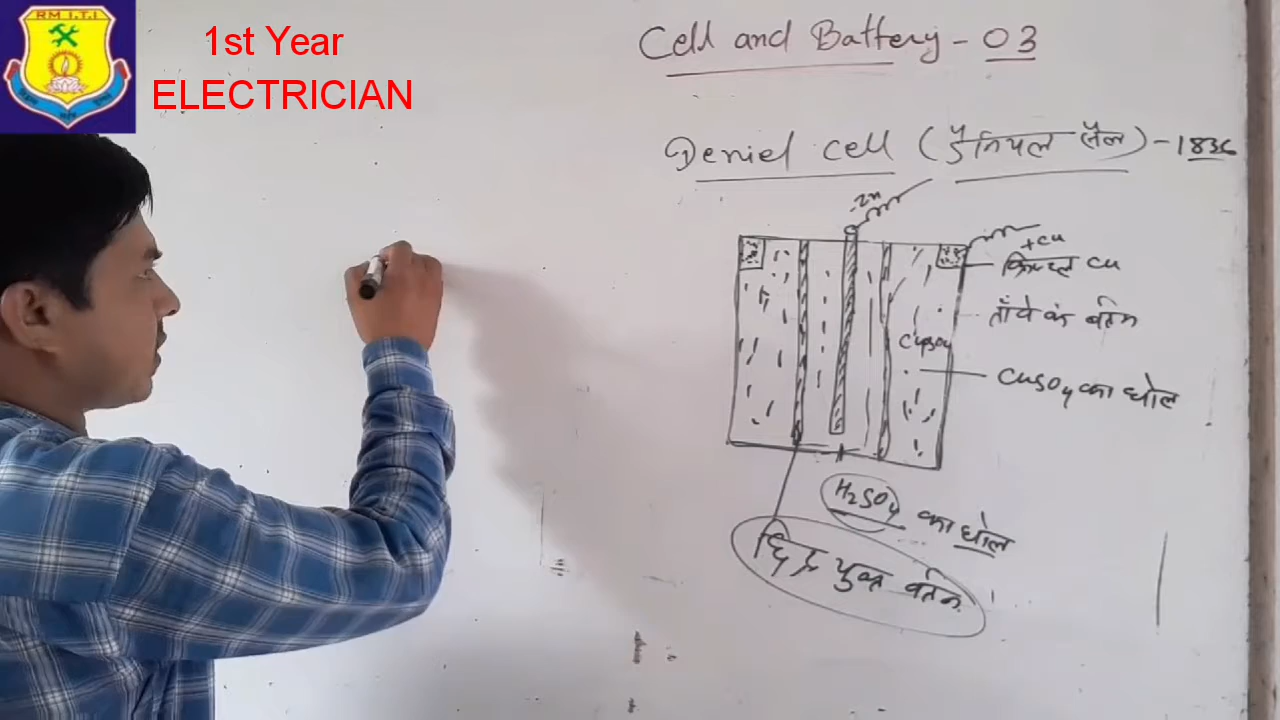 RM I.T.I
1st Year
ELECTRICIAN
Cell and Battery - 03
Deniel cell (डैनियल सैल) - 1836
-Zn
+Cu
क्रिस्टल Cu
ताँबे का बर्तन
CuSO4
CuSO4 का घोल
H2SO4 का घोल
छिद्र युक्त बर्तन